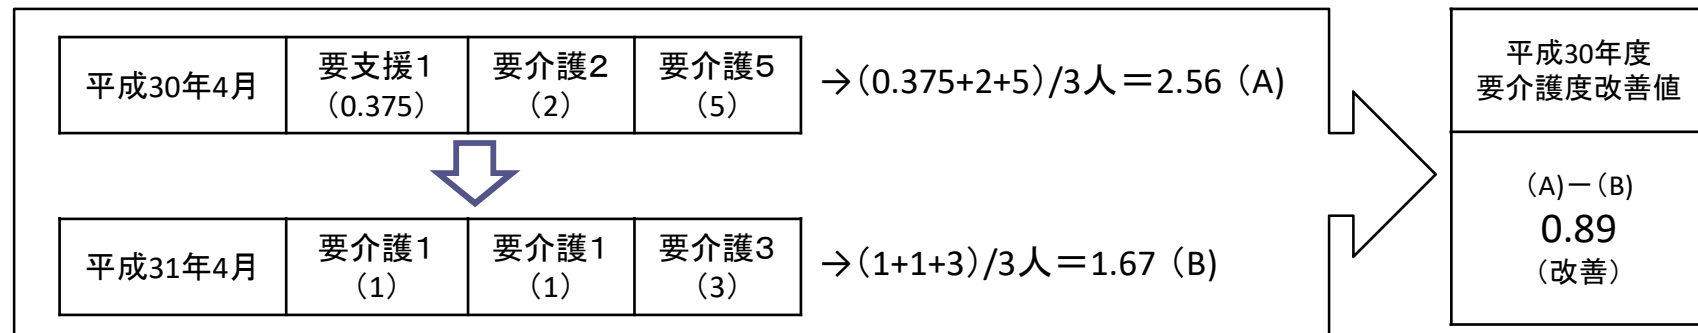 平成30年4月
要支援1
（0.375）
要介護2
（2）
要介護5
（5）
→（0.375+2+5）/3人＝2.56（A）
平成31年4月
要介護1
（1）
要介護1
（1）
要介護3
（3）
→（1+1+3）/3人＝1.67（B）
平成30年度
要介護度改善値
（A）－（B）
0.89
（改善）